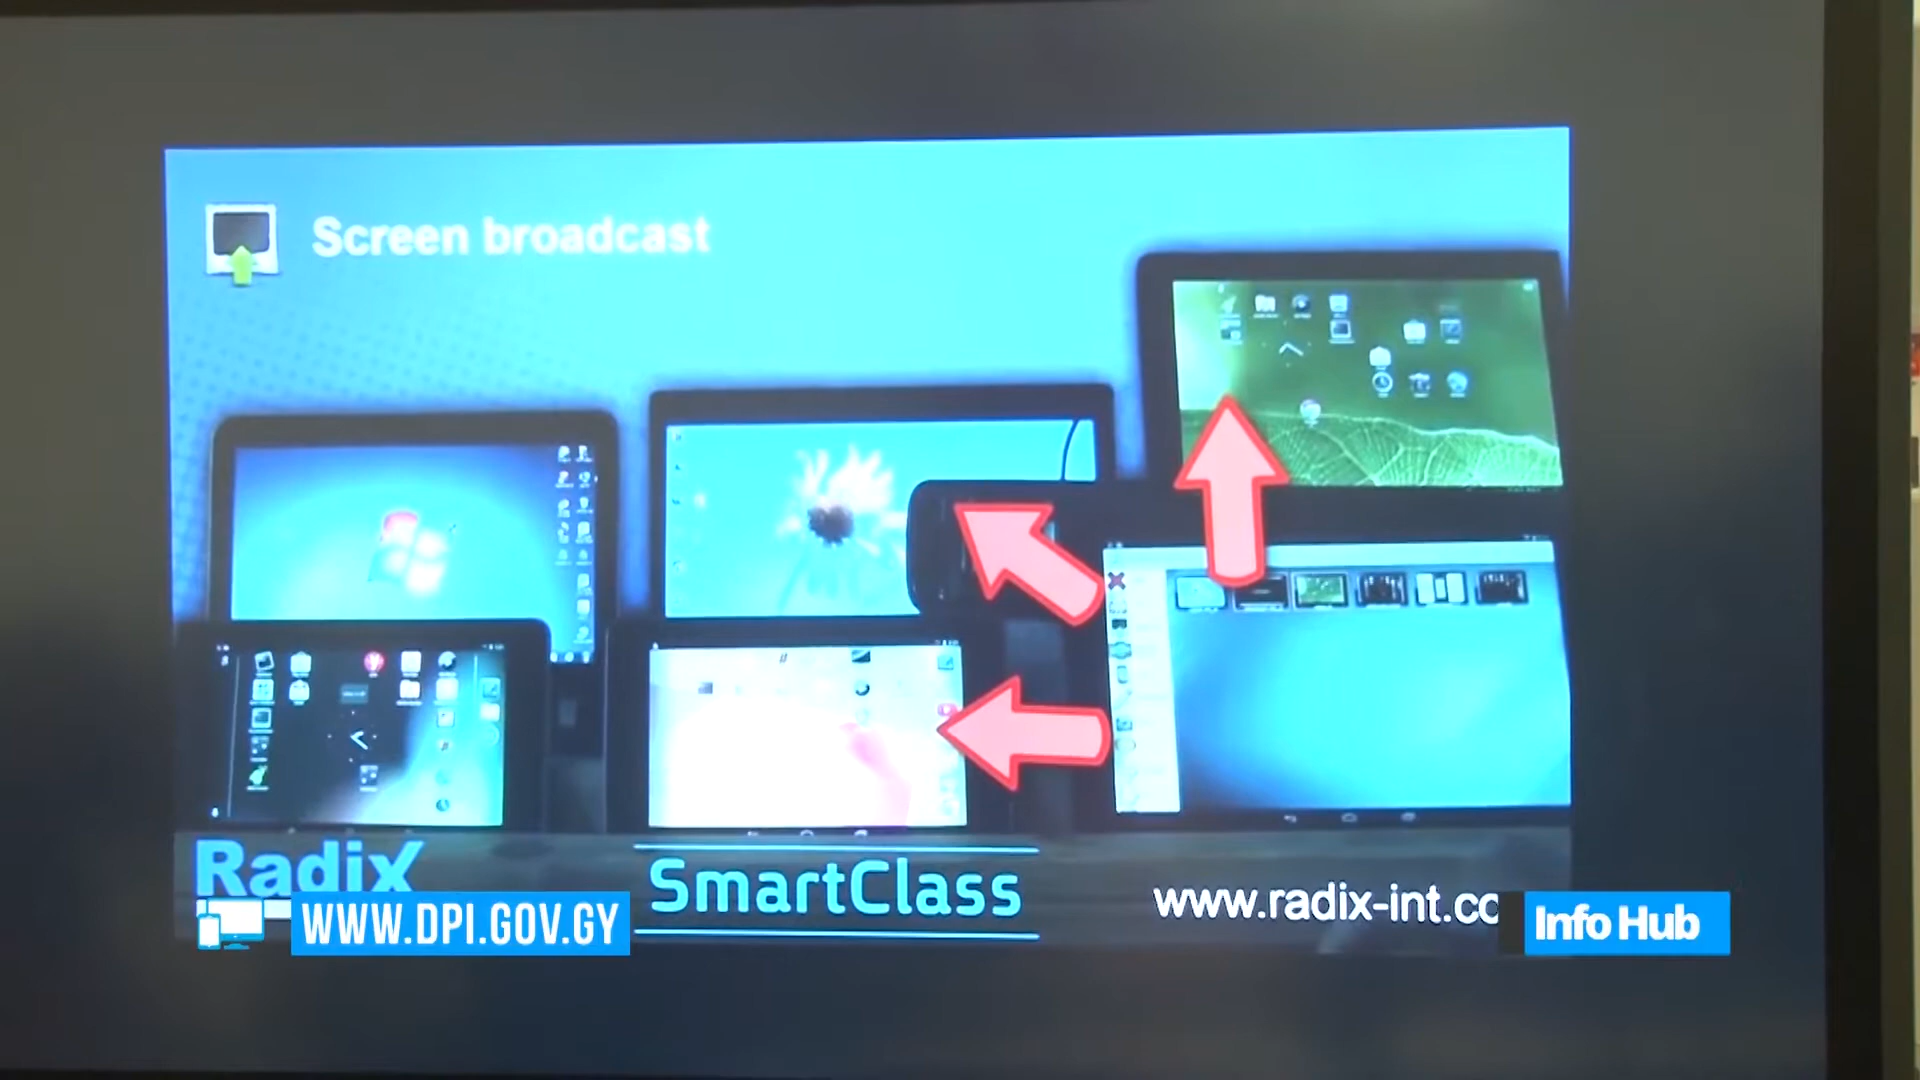 Screen broadcast
Radix
SmartClass
www.radix-int.co
WWW.DPI.GOV.GY
Info Hub